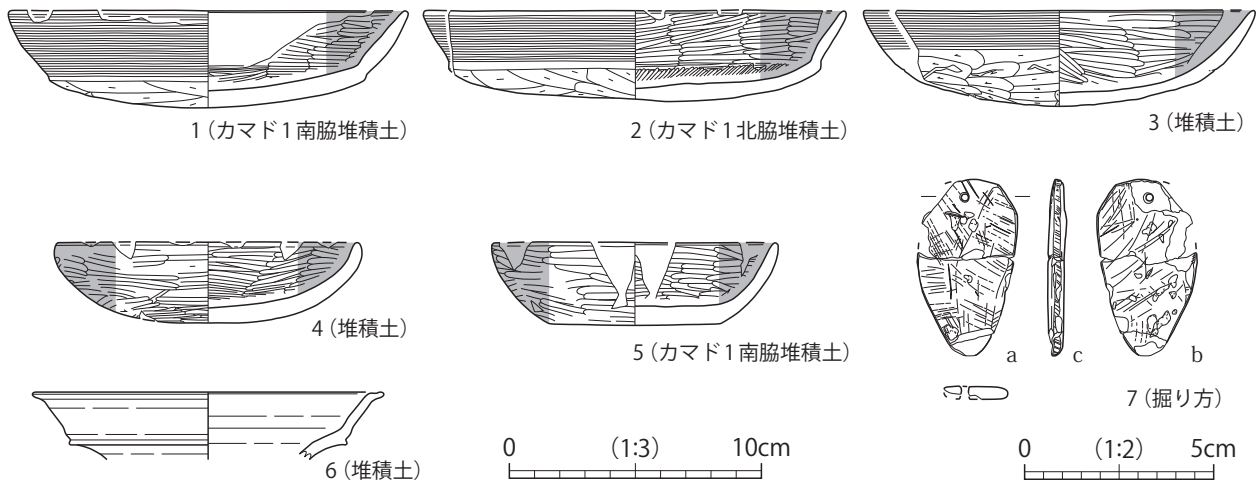 1（カマド1南脇堆積土）
2（カマド1北脇堆積土）
3（堆積土）
4（堆積土）
5（カマド1南脇堆積土）
a
c
b
7（掘り方）
6（堆積土）
0 (1:3) 10cm
0 (1:2) 5cm